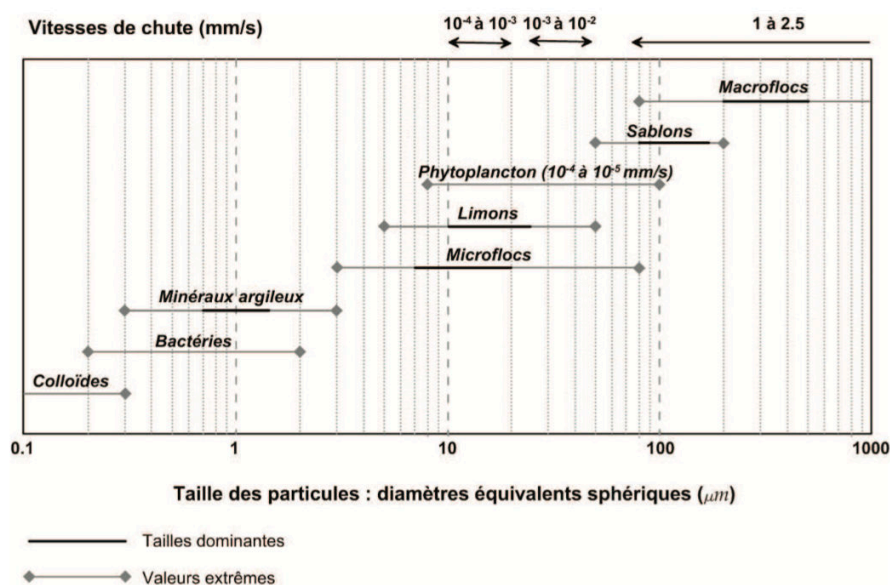 Vitesses de chute (mm/s)
10⁻⁴ à 10⁻³ 10⁻³ à 10⁻² 1 à 2.5
Macroflocs
Sablons
Phytoplancton (10⁻⁴ à 10⁻⁵ mm/s)
Limons
Microflocs
Minéraux argileux
Bactéries
Colloïdes
0.1 1 10 100 1000
Taille des particules : diamètres équivalents sphériques (μm)
Tailles dominantes
Valeurs extrêmes